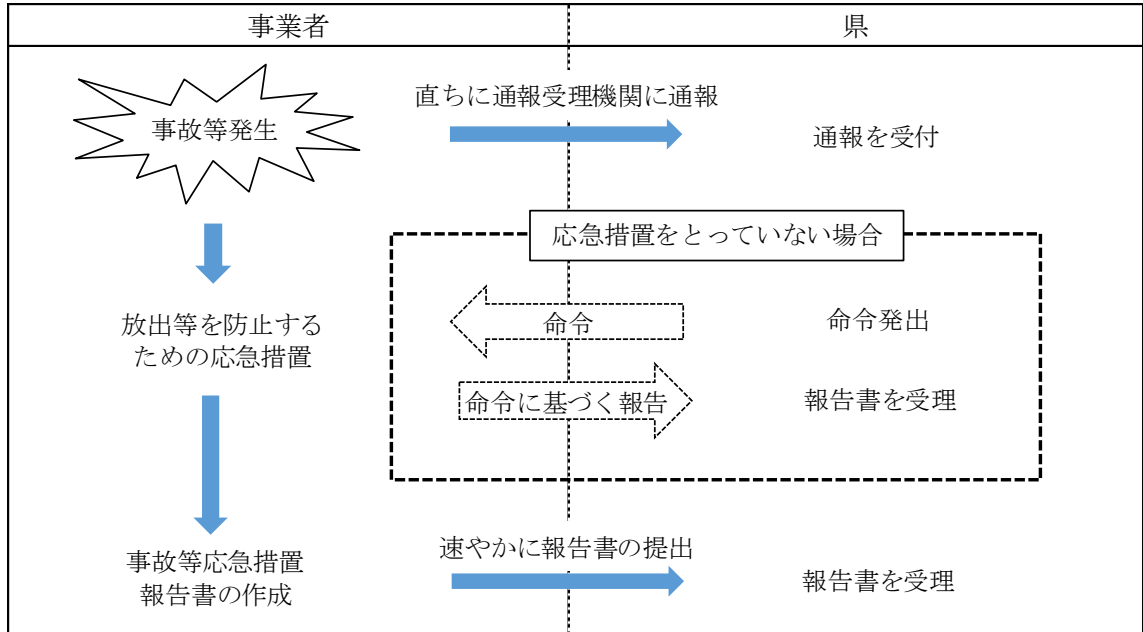 事業者
県
直ちに通報受理機関に通報
事故等発生
通報を受付
応急措置をとっていない場合
放出等を防止する
ための応急措置
命令
命令発出
命令に基づく報告
報告書を受理
事故等応急措置
報告書の作成
速やかに報告書の提出
報告書を受理